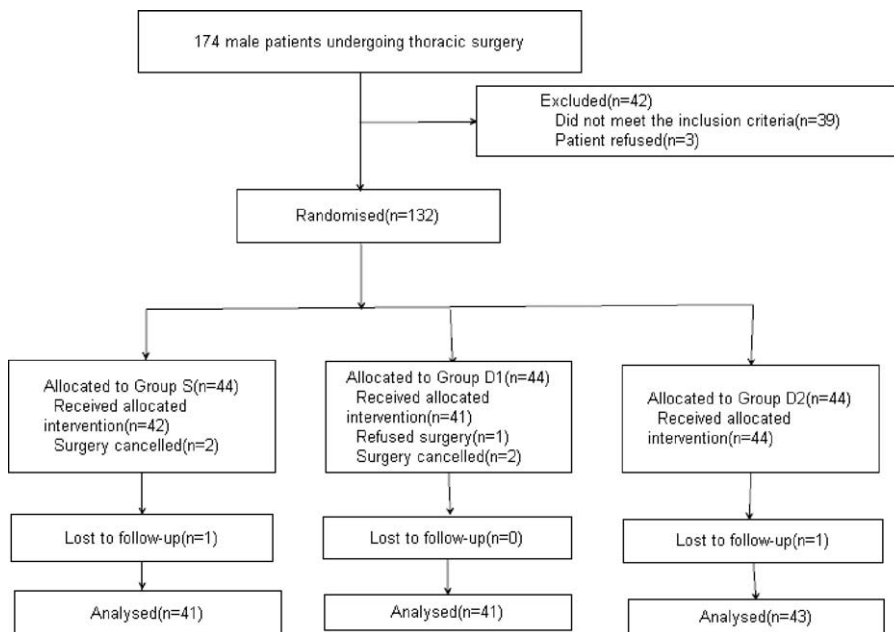 174 male patients undergoing thoracic surgery
Excluded(n=42)
Did not meet the inclusion criteria(n=39)
Patient refused(n=3)
Randomised(n=132)
Allocated to Group S(n=44)
Received allocated
intervention(n=42)
Surgery cancelled(n=2)
Allocated to Group D1(n=44)
Received allocated
intervention(n=41)
Refused surgery(n=1)
Surgery cancelled(n=2)
Allocated to Group D2(n=44)
Received allocated
intervention(n=44)
Lost to follow-up(n=1)
Lost to follow-up(n=0)
Lost to follow-up(n=1)
Analysed(n=41)
Analysed(n=41)
Analysed(n=43)